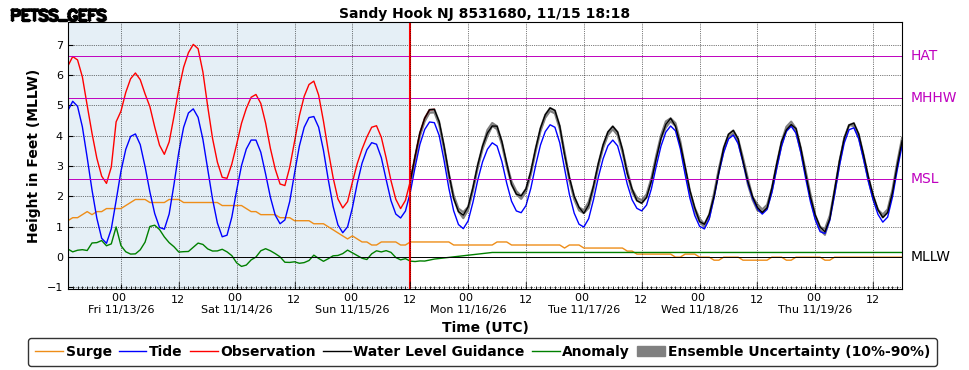 PETSS_GEFS
Sandy Hook NJ 8531680, 11/15 18:18
Height in Feet (MLLW)
7
6
5
4
3
2
1
0
−1
HAT
MHHW
MSL
MLLW
00 12 00 12 00 12 00 12 00 12 00 12 00 12
Fri 11/13/26 Sat 11/14/26 Sun 11/15/26 Mon 11/16/26 Tue 11/17/26 Wed 11/18/26 Thu 11/19/26
Time (UTC)
Surge Tide Observation Water Level Guidance Anomaly Ensemble Uncertainty (10%-90%)